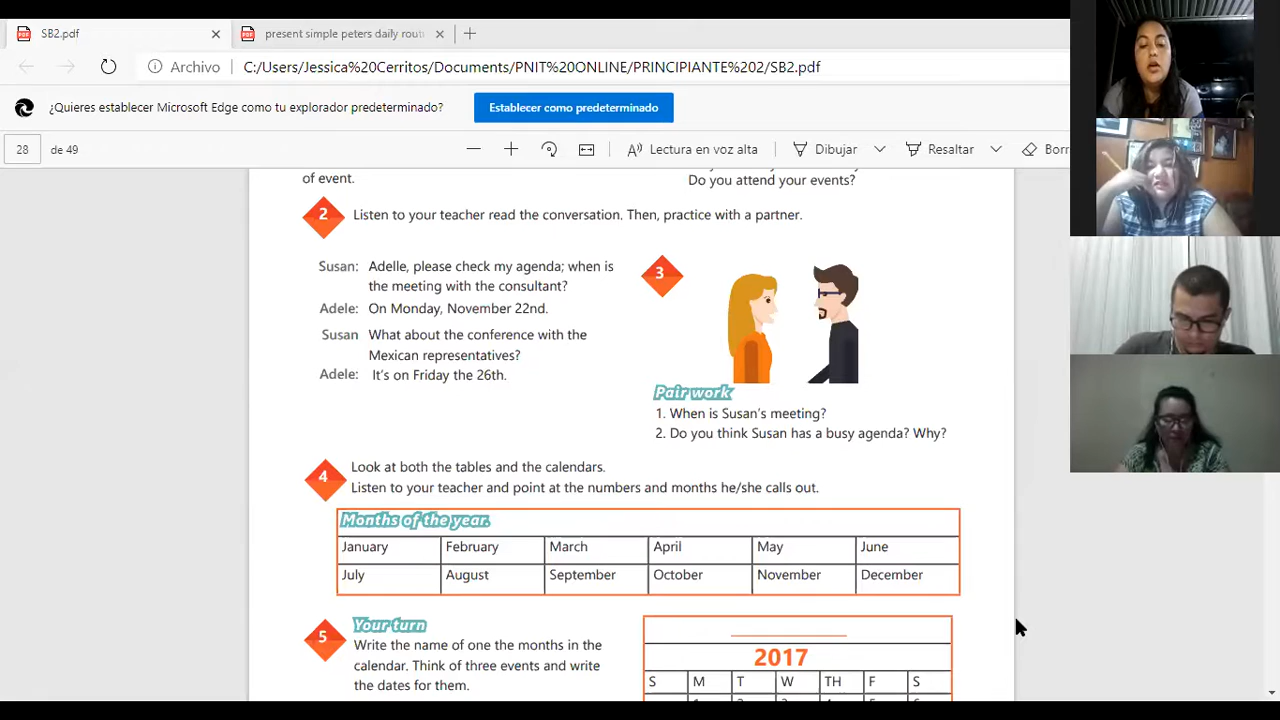 SB2.pdf
present simple peters daily rout
Archivo
C:/Users/Jessica%20Cerritos/Documents/PNIT%20ONLINE/PRINCIPIANTE%202/SB2.pdf
¿Quieres establecer Microsoft Edge como tu explorador predeterminado?
Establecer como predeterminado
28
de 49
Lectura en voz alta
Dibujar
Resaltar
Borr
of event.
Do you attend your events?
2
Listen to your teacher read the conversation. Then, practice with a partner.
Susan: Adelle, please check my agenda; when is
the meeting with the consultant?
Adele: On Monday, November 22nd.
Susan What about the conference with the
Mexican representatives?
Adele: It's on Friday the 26th.
3
Pair work
1. When is Susan's meeting?
2. Do you think Susan has a busy agenda? Why?
4
Look at both the tables and the calendars.
Listen to your teacher and point at the numbers and months he/she calls out.
Months of the year.
January February March April May June
July August September October November December
5
Your turn
Write the name of one the months in the
calendar. Think of three events and write
the dates for them.
2017
S M T W TH F S